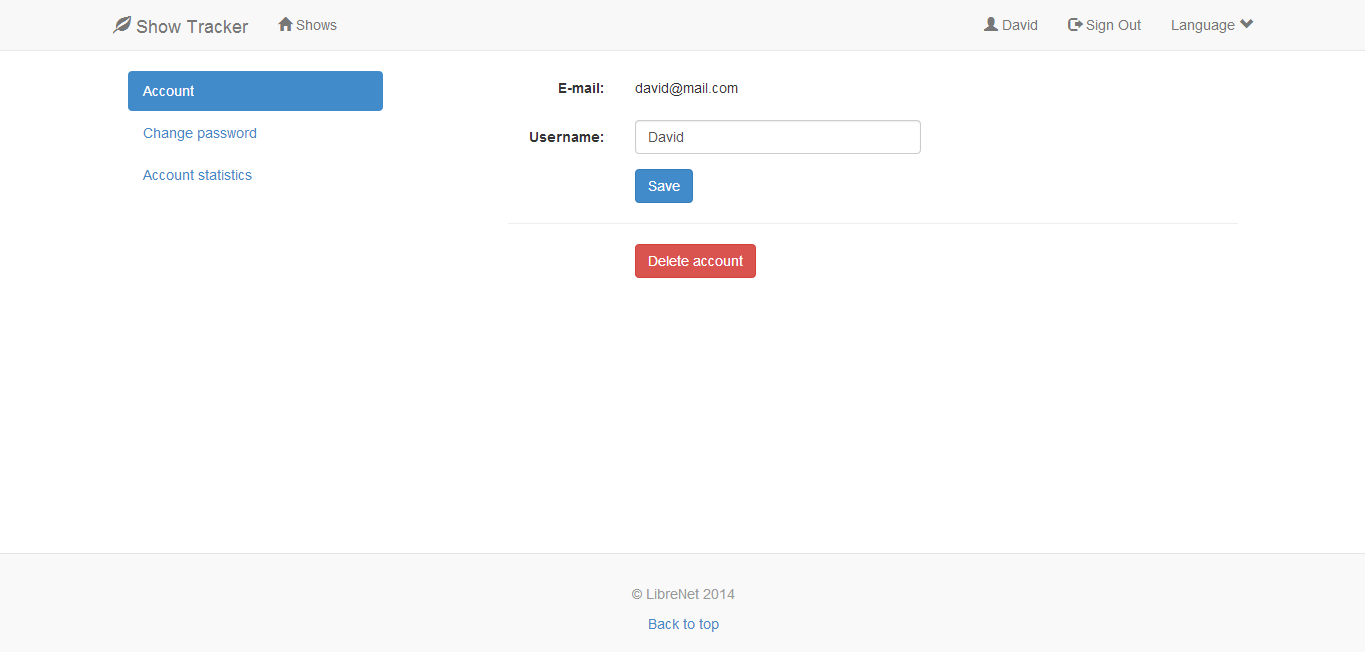 Show Tracker Shows David Sign Out Language
Account
Change password
Account statistics
E-mail: david@mail.com
Username: David
Save
Delete account
© LibreNet 2014
Back to top